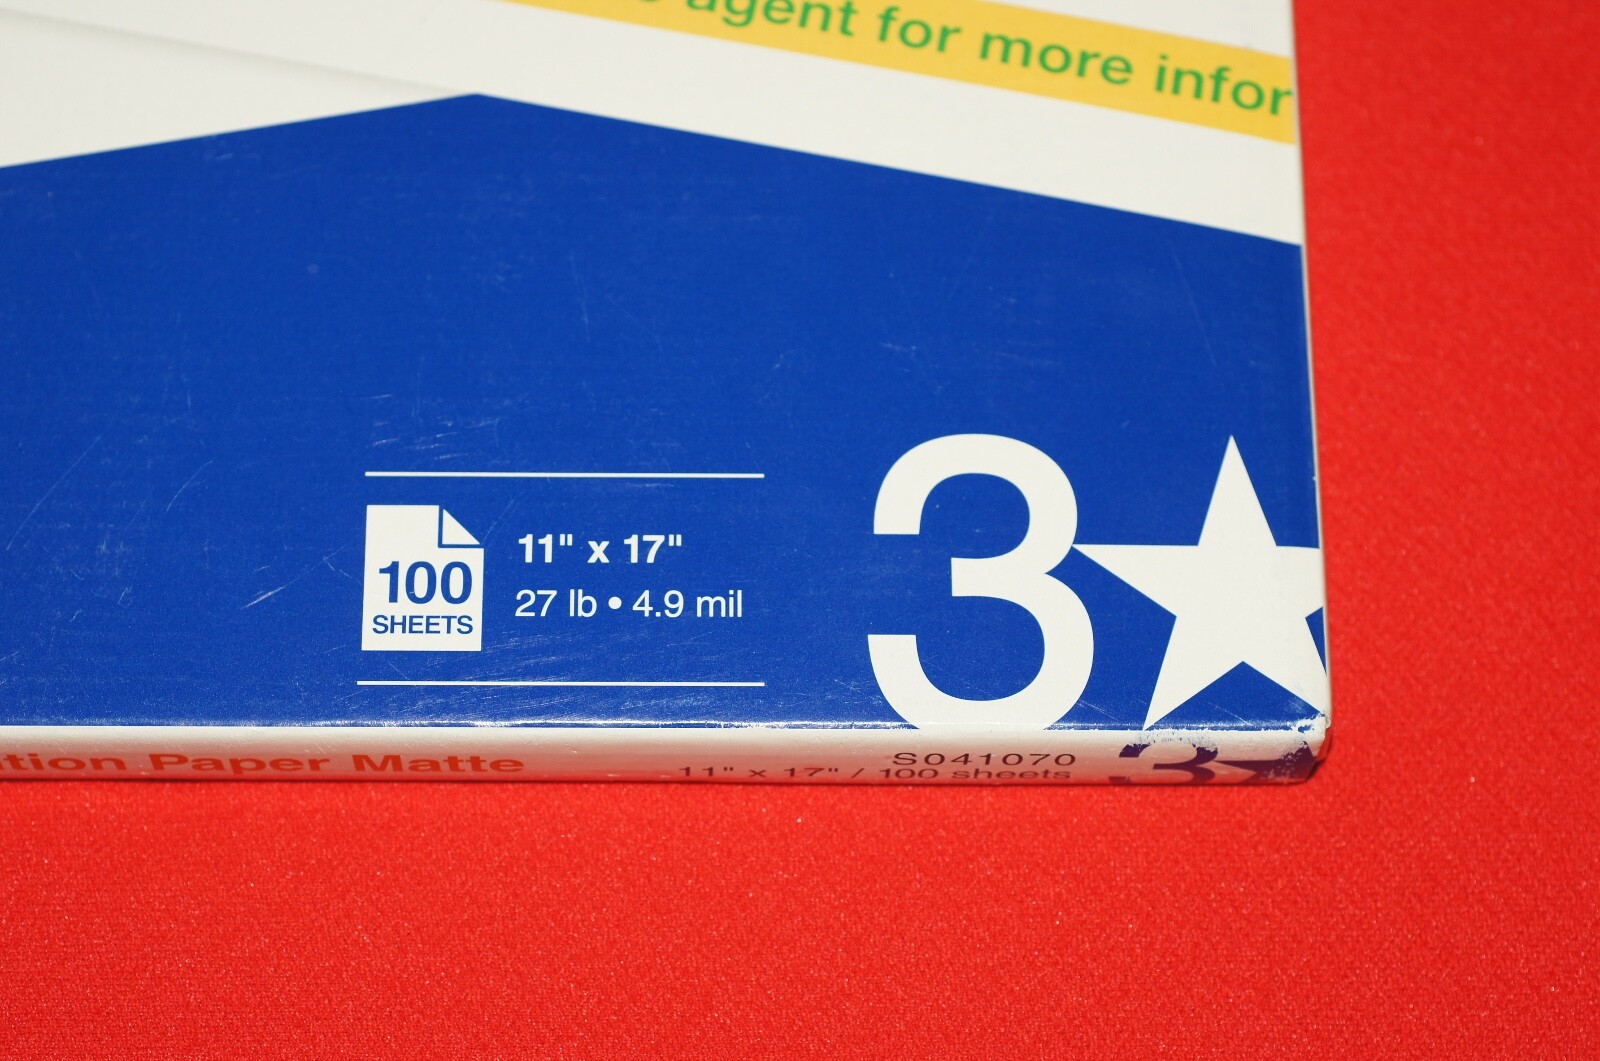 agent for more infor
100
SHEETS
11" x 17"
27 lb • 4.9 mil
3
tion Paper Matte
S041070
11" x 17" / 100 sheets
3